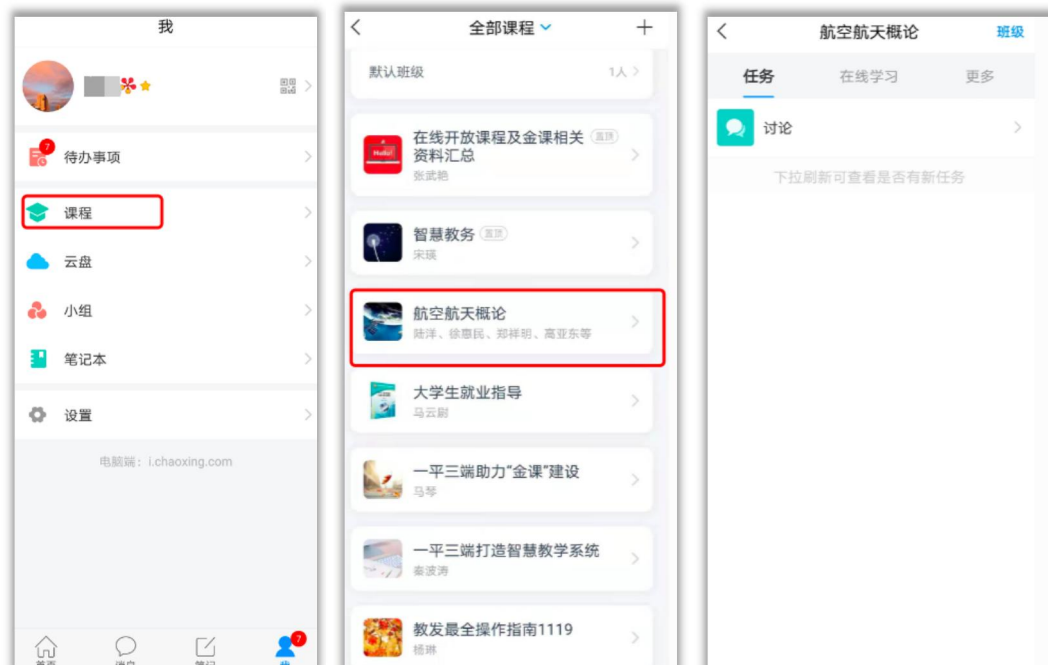 我
7
待办事项
课程
云盘
小组
笔记本
设置
电脑端：i.chaoxing.com
首页
消息
笔记
我
7
全部课程
默认班级
1人
Hello!
在线开放课程及金课相关 置顶
资料汇总
张武艳
智慧教务 置顶
宋瑛
航空航天概论
陆洋、徐惠民、郑祥明、高亚东等
大学生就业指导
马云尉
一平三端助力“金课”建设
马琴
一平三端打造智慧教学系统
秦波涛
教发最全操作指南1119
杨琳
航空航天概论
班级
任务
在线学习
更多
讨论
下拉刷新可查看是否有新任务